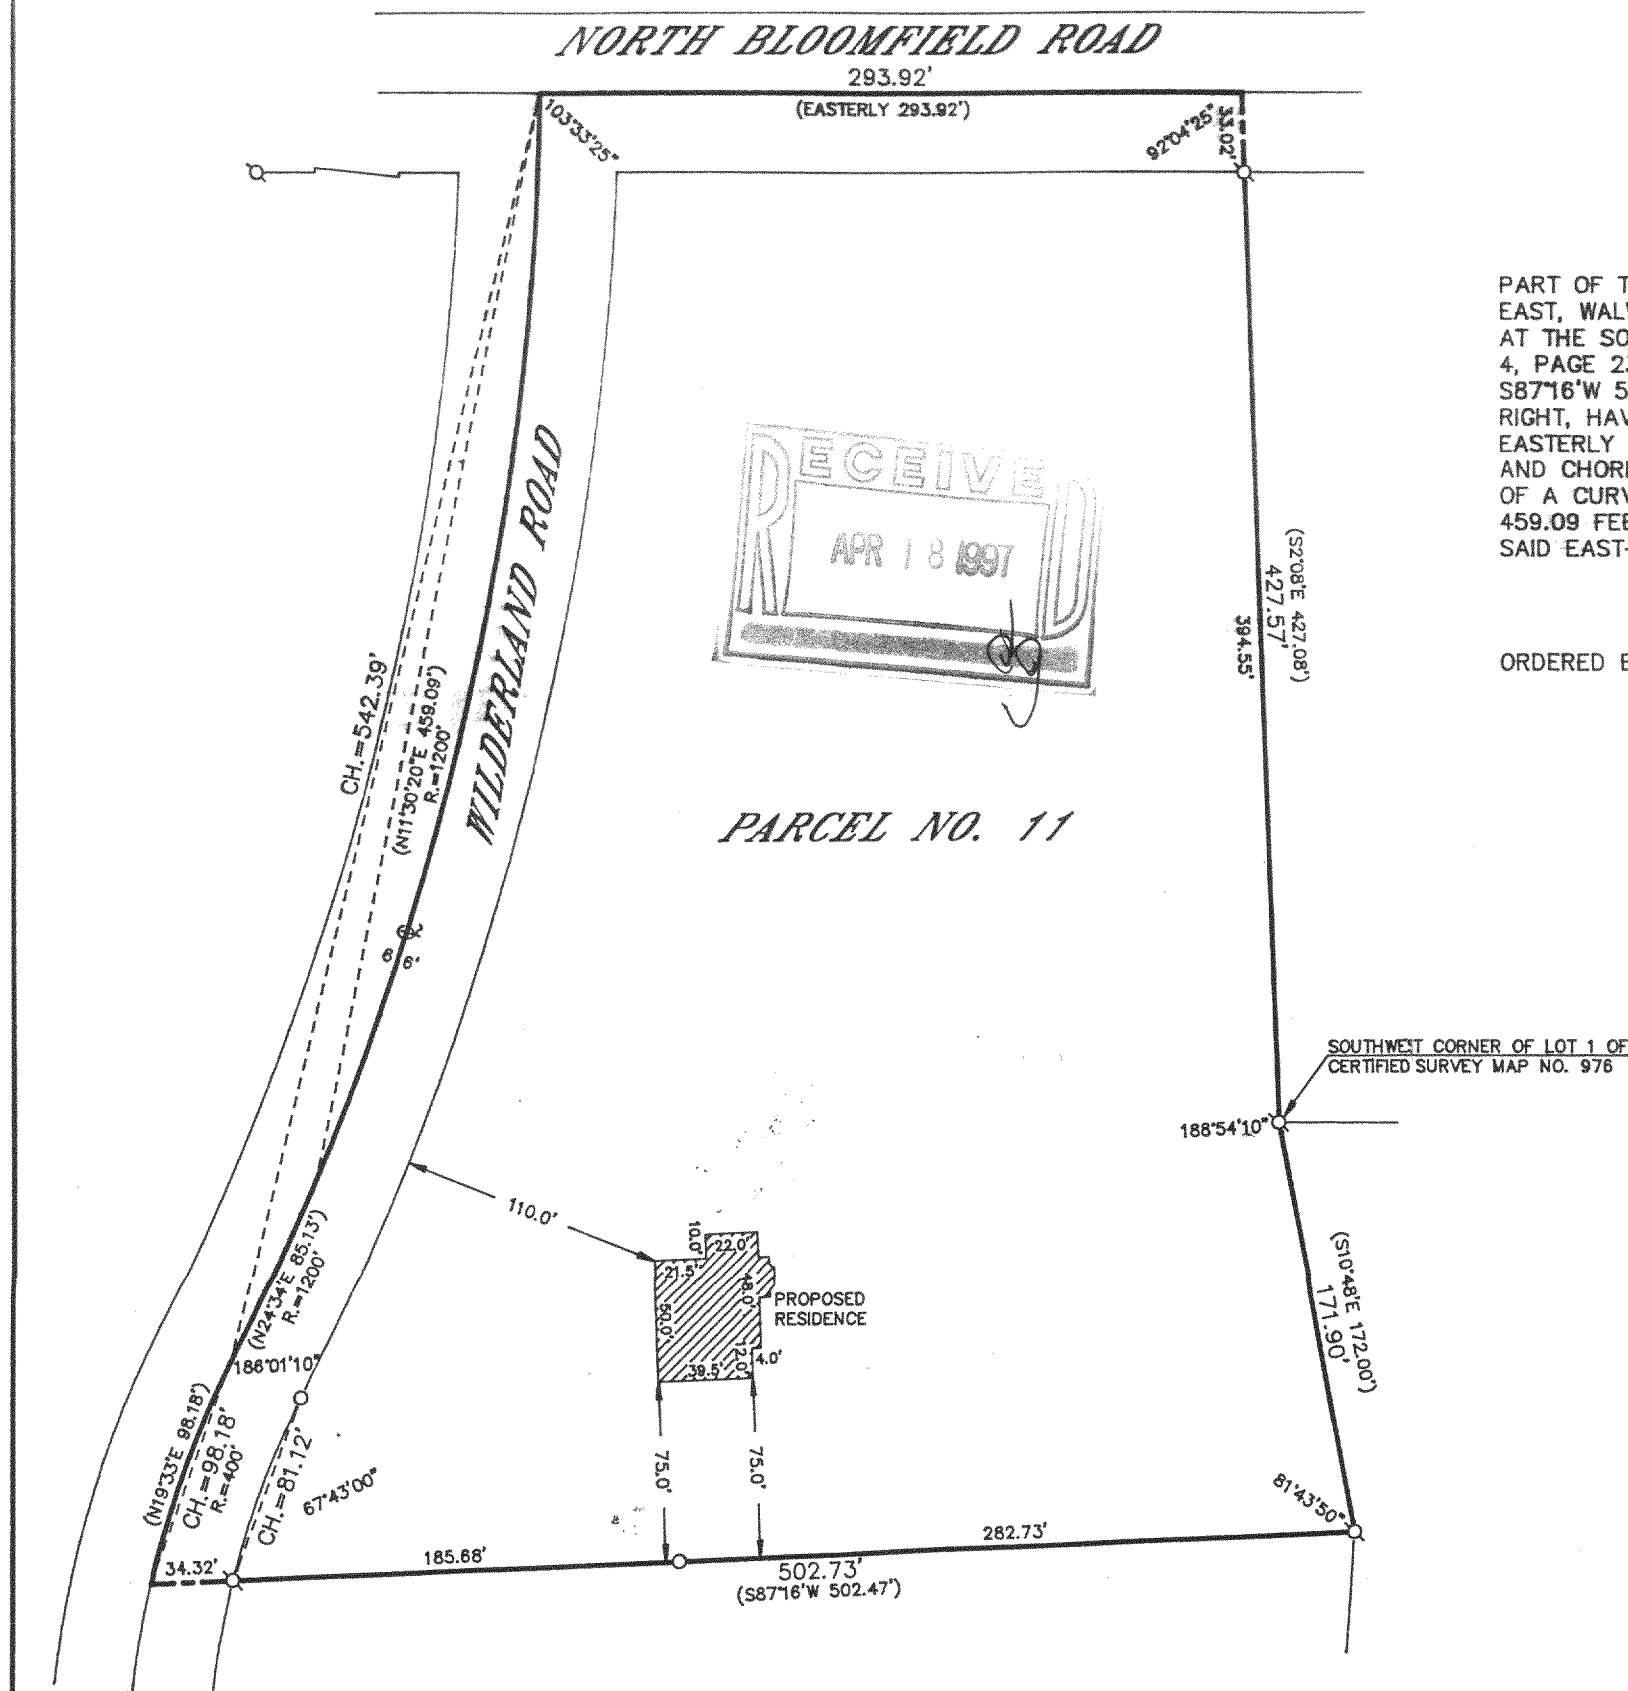 NORTH BLOOMFIELD ROAD
293.92'
(EASTERLY 293.92')
103°33'25"
92°04'25"
33.02'
PART OF T
EAST, WAL
AT THE SO
4, PAGE
S87°16'W 5
RIGHT, HAV
EASTERLY
AND CHOR
OF A CURV
459.09 FEE
SAID EAST-
ORDERED
RECEIVED
APR 18 1997
(S2°08'E 427.08')
427.57'
394.55'
CH.=542.39'
(N11°30'20"E 459.09')
R.=1200'
WILDERLAND ROAD
PARCEL NO. 11
6' 6'
SOUTHWEST CORNER OF LOT 1 OF
CERTIFIED SURVEY MAP NO. 976
188°54'10"
110.0'
10.0'
22.0'
21.5'
48.0'
50.0'
PROPOSED
RESIDENCE
39.5'
12.0'
4.0'
(S10°48'E 172.00')
171.90'
(N24°34'E 85.13')
R.=1200'
186°01'10"
(N19°33'E 98.18')
CH.=98.18'
R.=400'
CH.=81.12'
67°43'00"
75.0'
75.0'
81°43'50"
34.32'
185.68'
282.73'
502.73'
(S87°16'W 502.47')